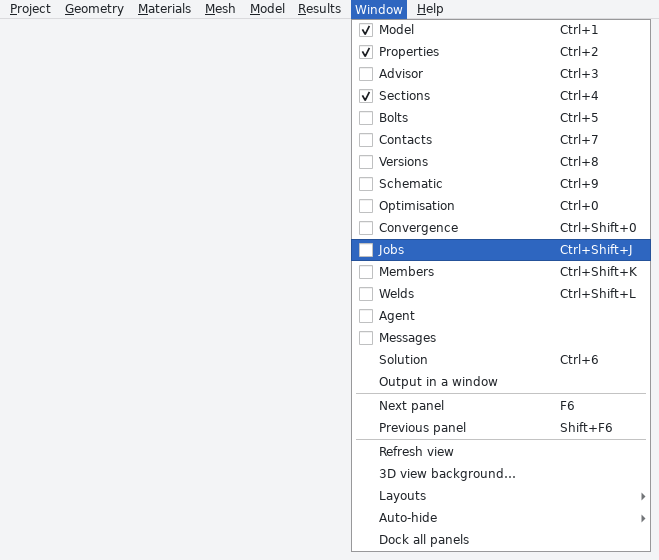 Project Geometry Materials Mesh Model Results Window Help
Model Ctrl+1
Properties Ctrl+2
Advisor Ctrl+3
Sections Ctrl+4
Bolts Ctrl+5
Contacts Ctrl+7
Versions Ctrl+8
Schematic Ctrl+9
Optimisation Ctrl+0
Convergence Ctrl+Shift+0
Jobs Ctrl+Shift+J
Members Ctrl+Shift+K
Welds Ctrl+Shift+L
Agent
Messages
Solution Ctrl+6
Output in a window
Next panel F6
Previous panel Shift+F6
Refresh view
3D view background...
Layouts
Auto-hide
Dock all panels